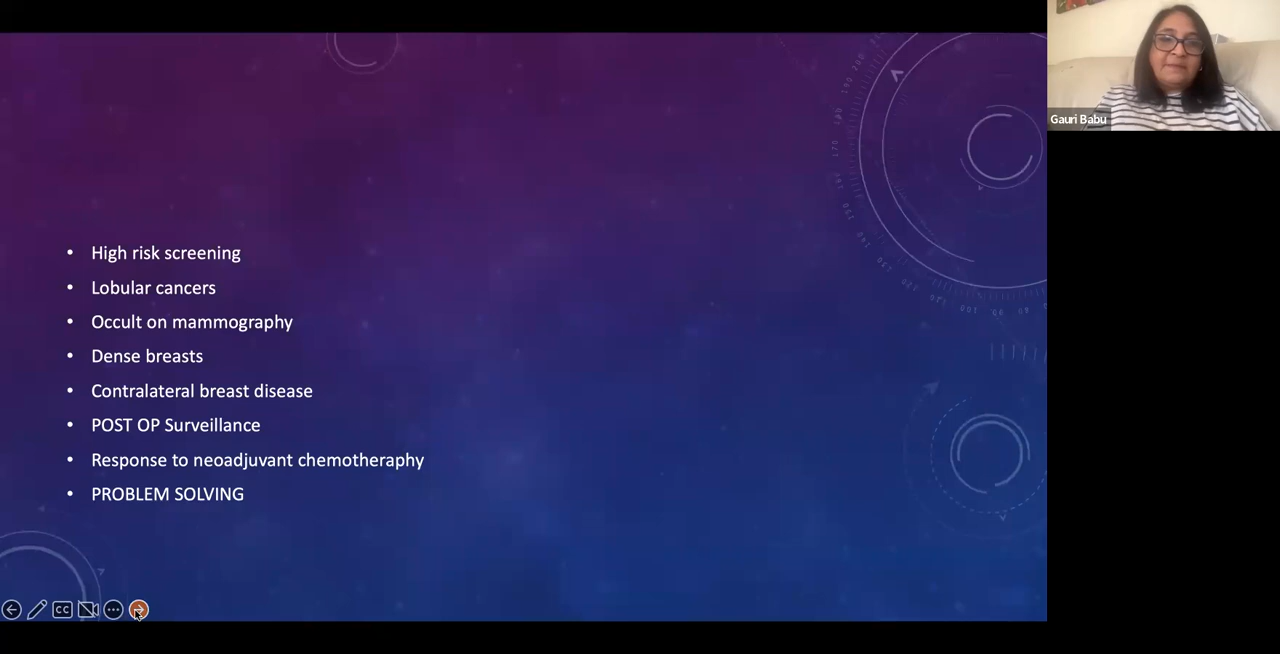 High risk screening
Lobular cancers
Occult on mammography
Dense breasts
Contralateral breast disease
POST OP Surveillance
Response to neoadjuvant chemotheraphy
PROBLEM SOLVING
Gauri Babu
CC